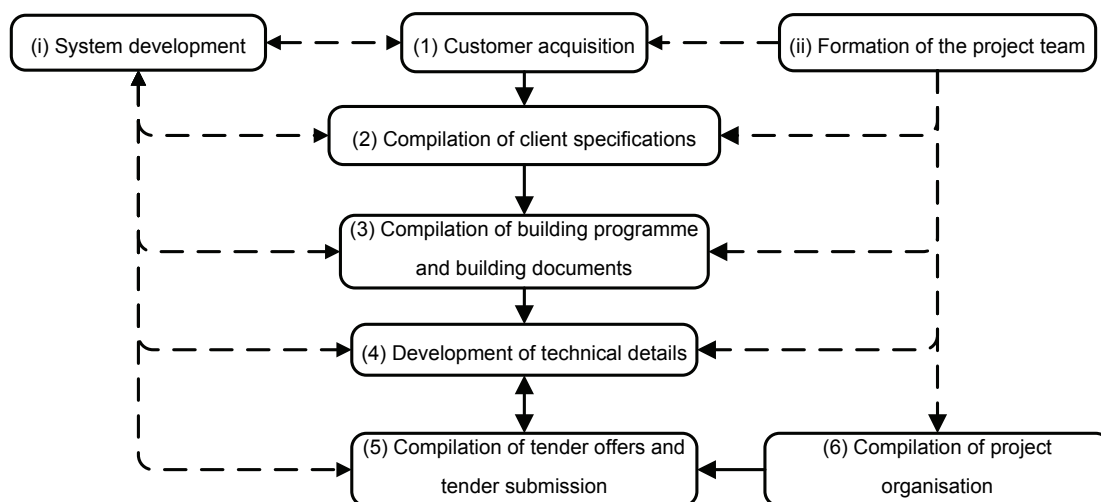 (i) System development
(1) Customer acquisition
(ii) Formation of the project team
(2) Compilation of client specifications
(3) Compilation of building programme
and building documents
(4) Development of technical details
(5) Compilation of tender offers and
tender submission
(6) Compilation of project
organisation